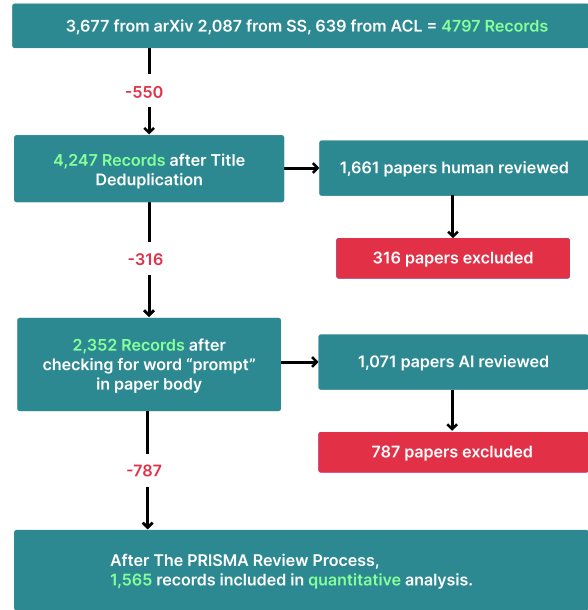 3,677 from arXiv 2,087 from SS, 639 from ACL = 4797 Records
-550
4,247 Records after Title
Deduplication
1,661 papers human reviewed
316 papers excluded
-316
2,352 Records after
checking for word “prompt”
in paper body
1,071 papers AI reviewed
787 papers excluded
-787
After The PRISMA Review Process,
1,565 records included in quantitative analysis.